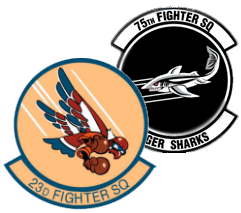 75TH FIGHTER SQ
GER SHARKS
23D FIGHTER SQ